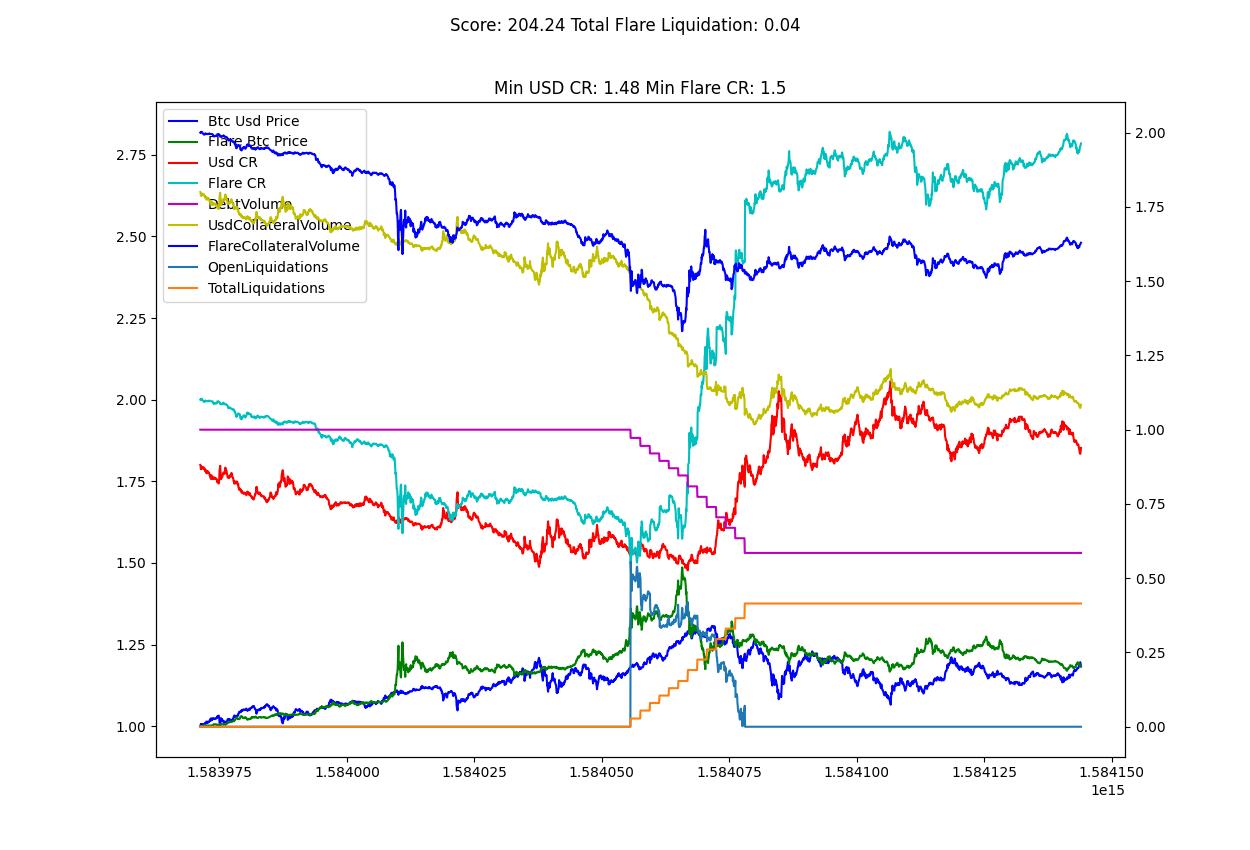 Score: 204.24 Total Flare Liquidation: 0.04
Min USD CR: 1.48 Min Flare CR: 1.5
Btc Usd Price
Flare Btc Price
Usd CR
Flare CR
DebtVolume
UsdCollateralVolume
FlareCollateralVolume
OpenLiquidations
TotalLiquidations
2.75
2.50
2.25
2.00
1.75
1.50
1.25
1.00
2.00
1.75
1.50
1.25
1.00
0.75
0.50
0.25
0.00
1.583975 1.584000 1.584025 1.584050 1.584075 1.584100 1.584125 1.584150
1e15